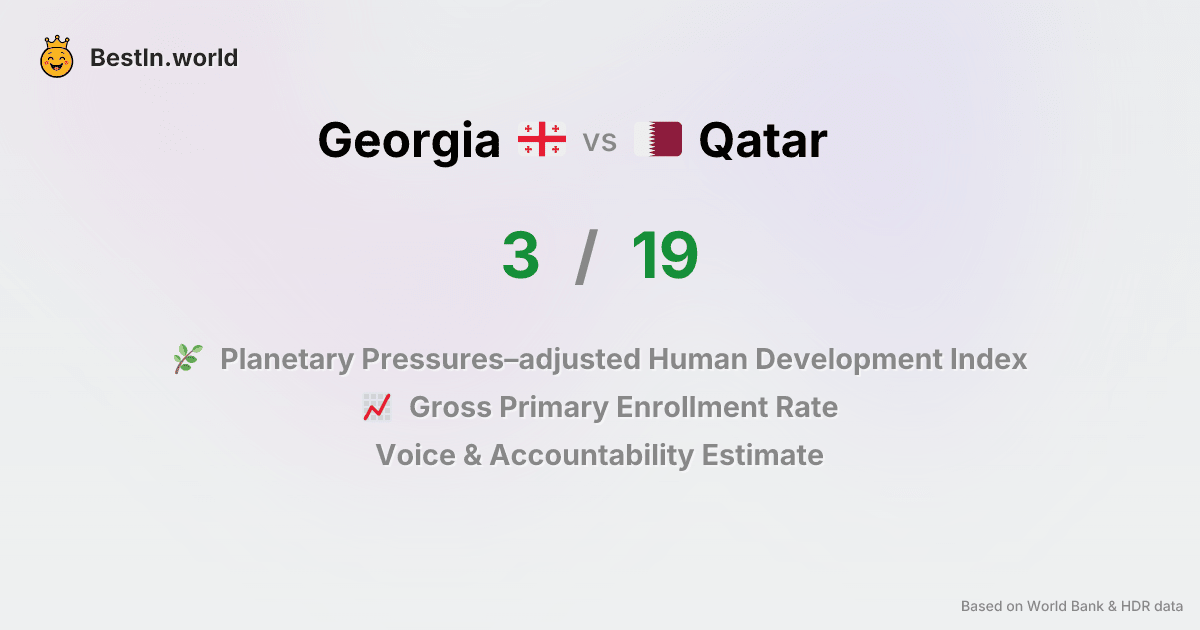 BestIn.world
Georgia vs Qatar
3 / 19
Planetary Pressures–adjusted Human Development Index
Gross Primary Enrollment Rate
Voice & Accountability Estimate
Based on World Bank & HDR data